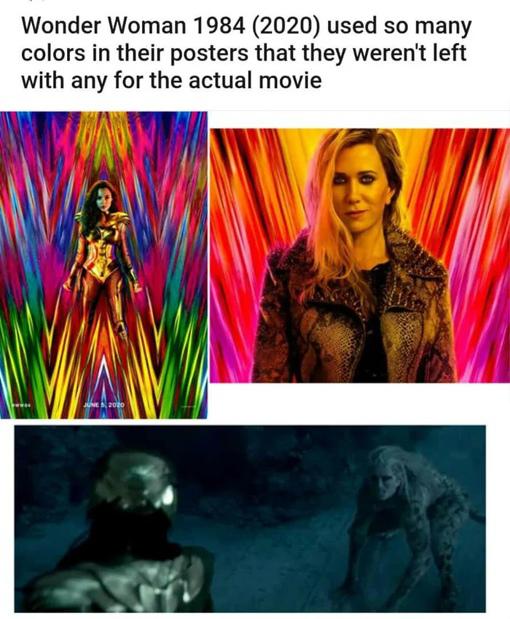 Wonder Woman 1984 (2020) used so many
colors in their posters that they weren't left
with any for the actual movie
JUNE 5, 2020